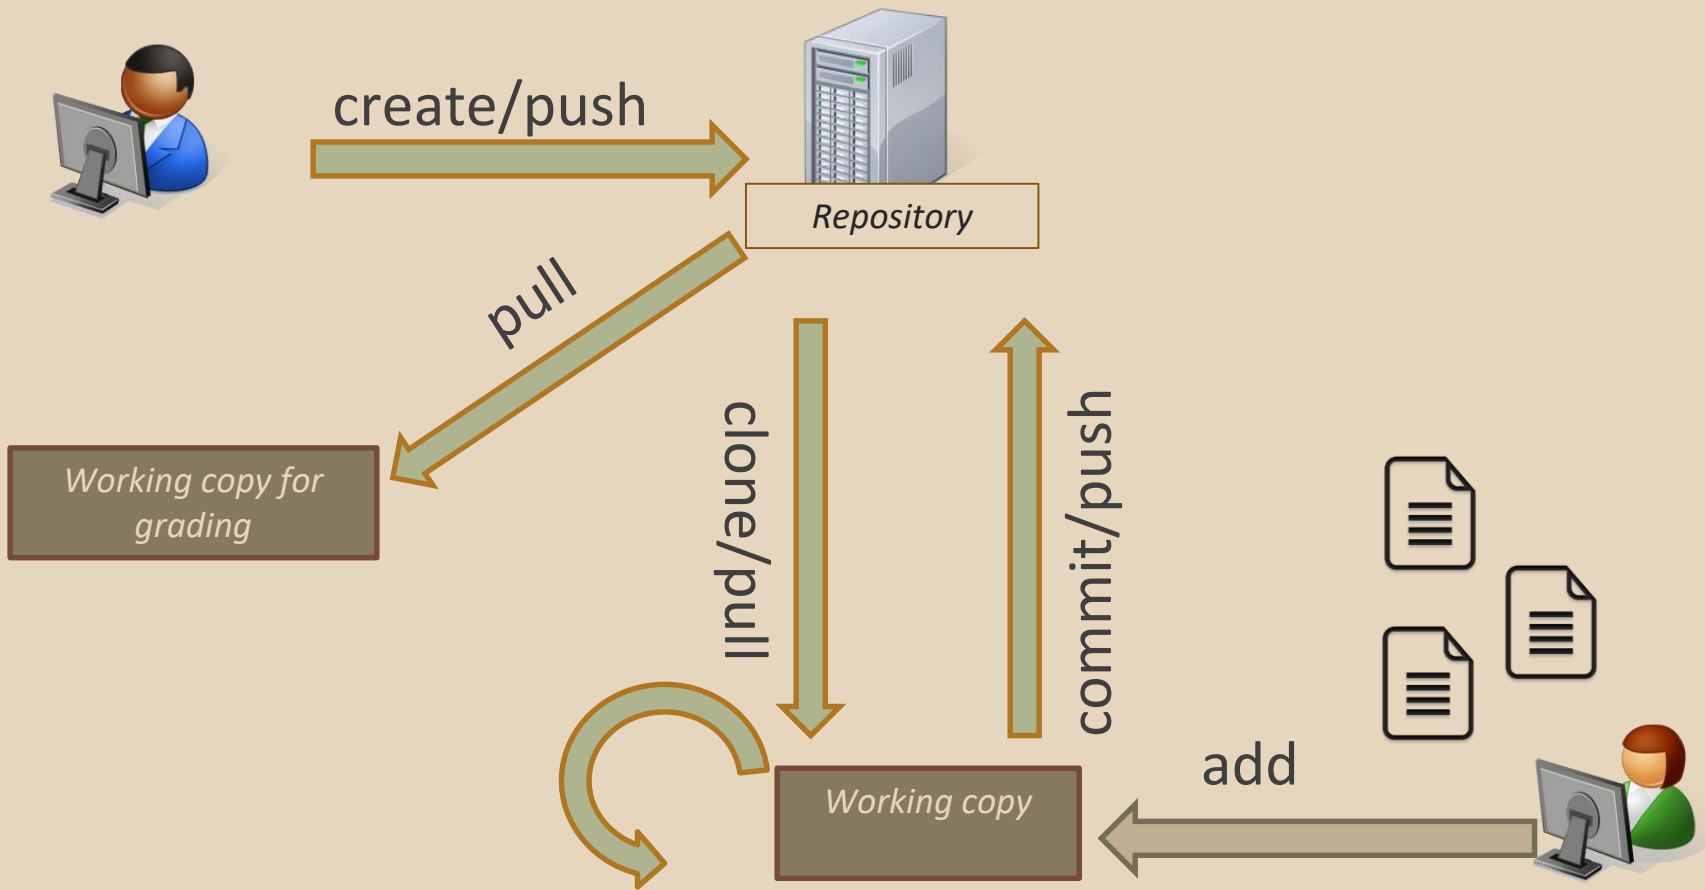 create/push
Repository
pull
Working copy for
grading
clone/pull
commit/push
add
Working copy